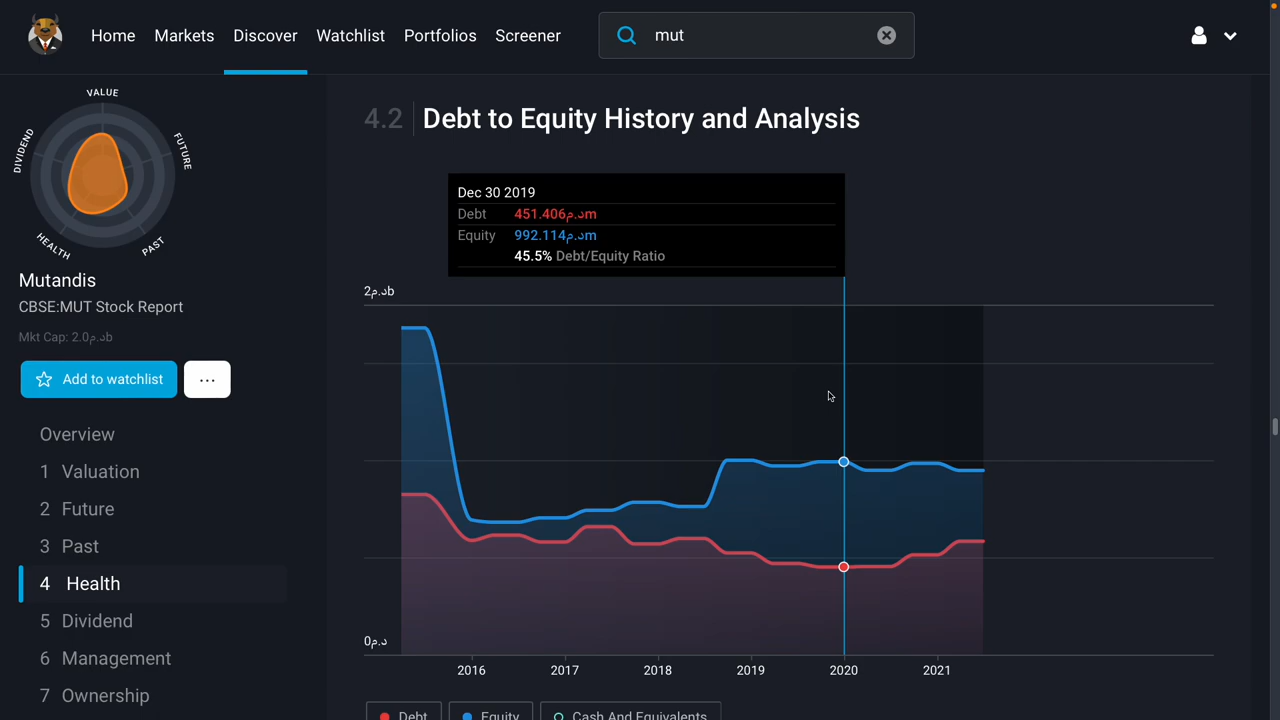 Home Markets Discover Watchlist Portfolios Screener
mut
VALUE
FUTURE
PAST
HEALTH
DIVIDEND
Mutandis
CBSE:MUT Stock Report
Mkt Cap: 2.0د.مb
Add to watchlist
...
Overview
1 Valuation
2 Future
3 Past
4 Health
5 Dividend
6 Management
7 Ownership
4.2 Debt to Equity History and Analysis
Dec 30 2019
Debt 451.406د.مm
Equity 992.114د.مm
45.5% Debt/Equity Ratio
2د.مb
0د.م
2016 2017 2018 2019 2020 2021
Debt Equity Cash And Equivalents